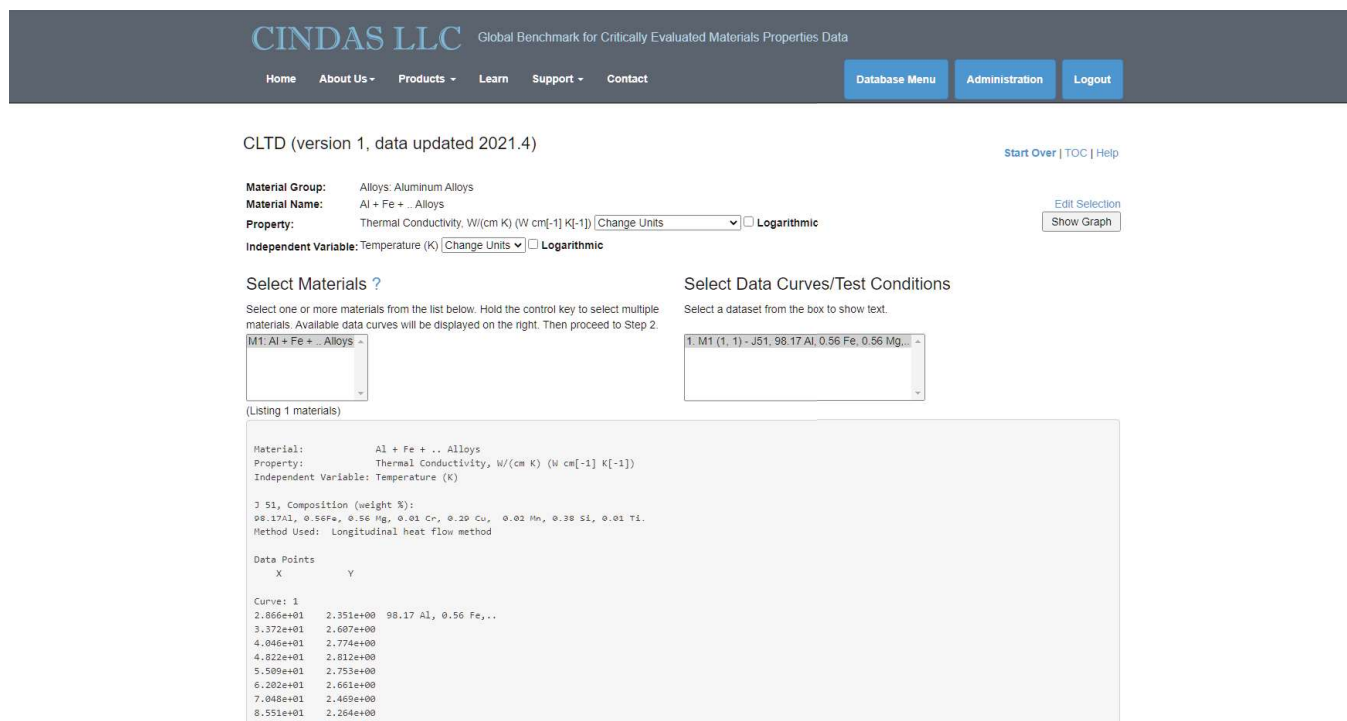 CINDAS LLC Global Benchmark for Critically Evaluated Materials Properties Data
Home About Us Products Learn Support Contact Database Menu Administration Logout
CLTD (version 1, data updated 2021.4)
Start Over | TOC | Help
Material Group: Alloys: Aluminum Alloys
Material Name: Al + Fe + .. Alloys
Edit Selection
Property: Thermal Conductivity, W/(cm K) (W cm[-1] K[-1]) Change Units Logarithmic
Show Graph
Independent Variable: Temperature (K) Change Units Logarithmic
Select Materials ?
Select one or more materials from the list below. Hold the control key to select multiple
materials. Available data curves will be displayed on the right. Then proceed to Step 2.
M1: Al + Fe + .. Alloys
(Listing 1 materials)
Select Data Curves/Test Conditions
Select a dataset from the box to show text.
1. M1 (1, 1) - J51, 98.17 Al, 0.56 Fe, 0.56 Mg,..
Material: Al + Fe + .. Alloys
Property: Thermal Conductivity, W/(cm K) (W cm[-1] K[-1])
Independent Variable: Temperature (K)
J 51, Composition (weight %):
98.17Al, 0.56Fe, 0.56 Mg, 0.01 Cr, 0.29 Cu, 0.02 Mn, 0.38 Si, 0.01 Ti.
Method Used: Longitudinal heat flow method
Data Points
X Y
Curve: 1
2.866e+01 2.351e+00 98.17 Al, 0.56 Fe,..
3.372e+01 2.607e+00
4.046e+01 2.774e+00
4.822e+01 2.812e+00
5.509e+01 2.753e+00
6.202e+01 2.661e+00
7.048e+01 2.469e+00
8.551e+01 2.264e+00